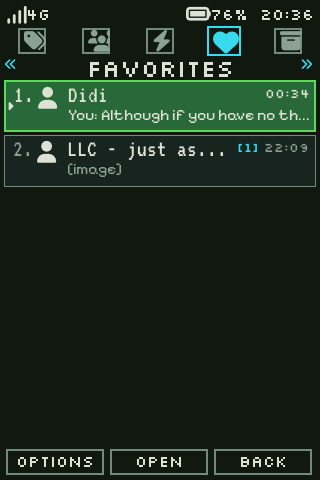 4G 76% 20:36
« FAVORITES »
1. Didi 00:34
You: Although if you have no th...
2. LLC - just as... [1] 22:09
[image]
OPTIONS OPEN BACK